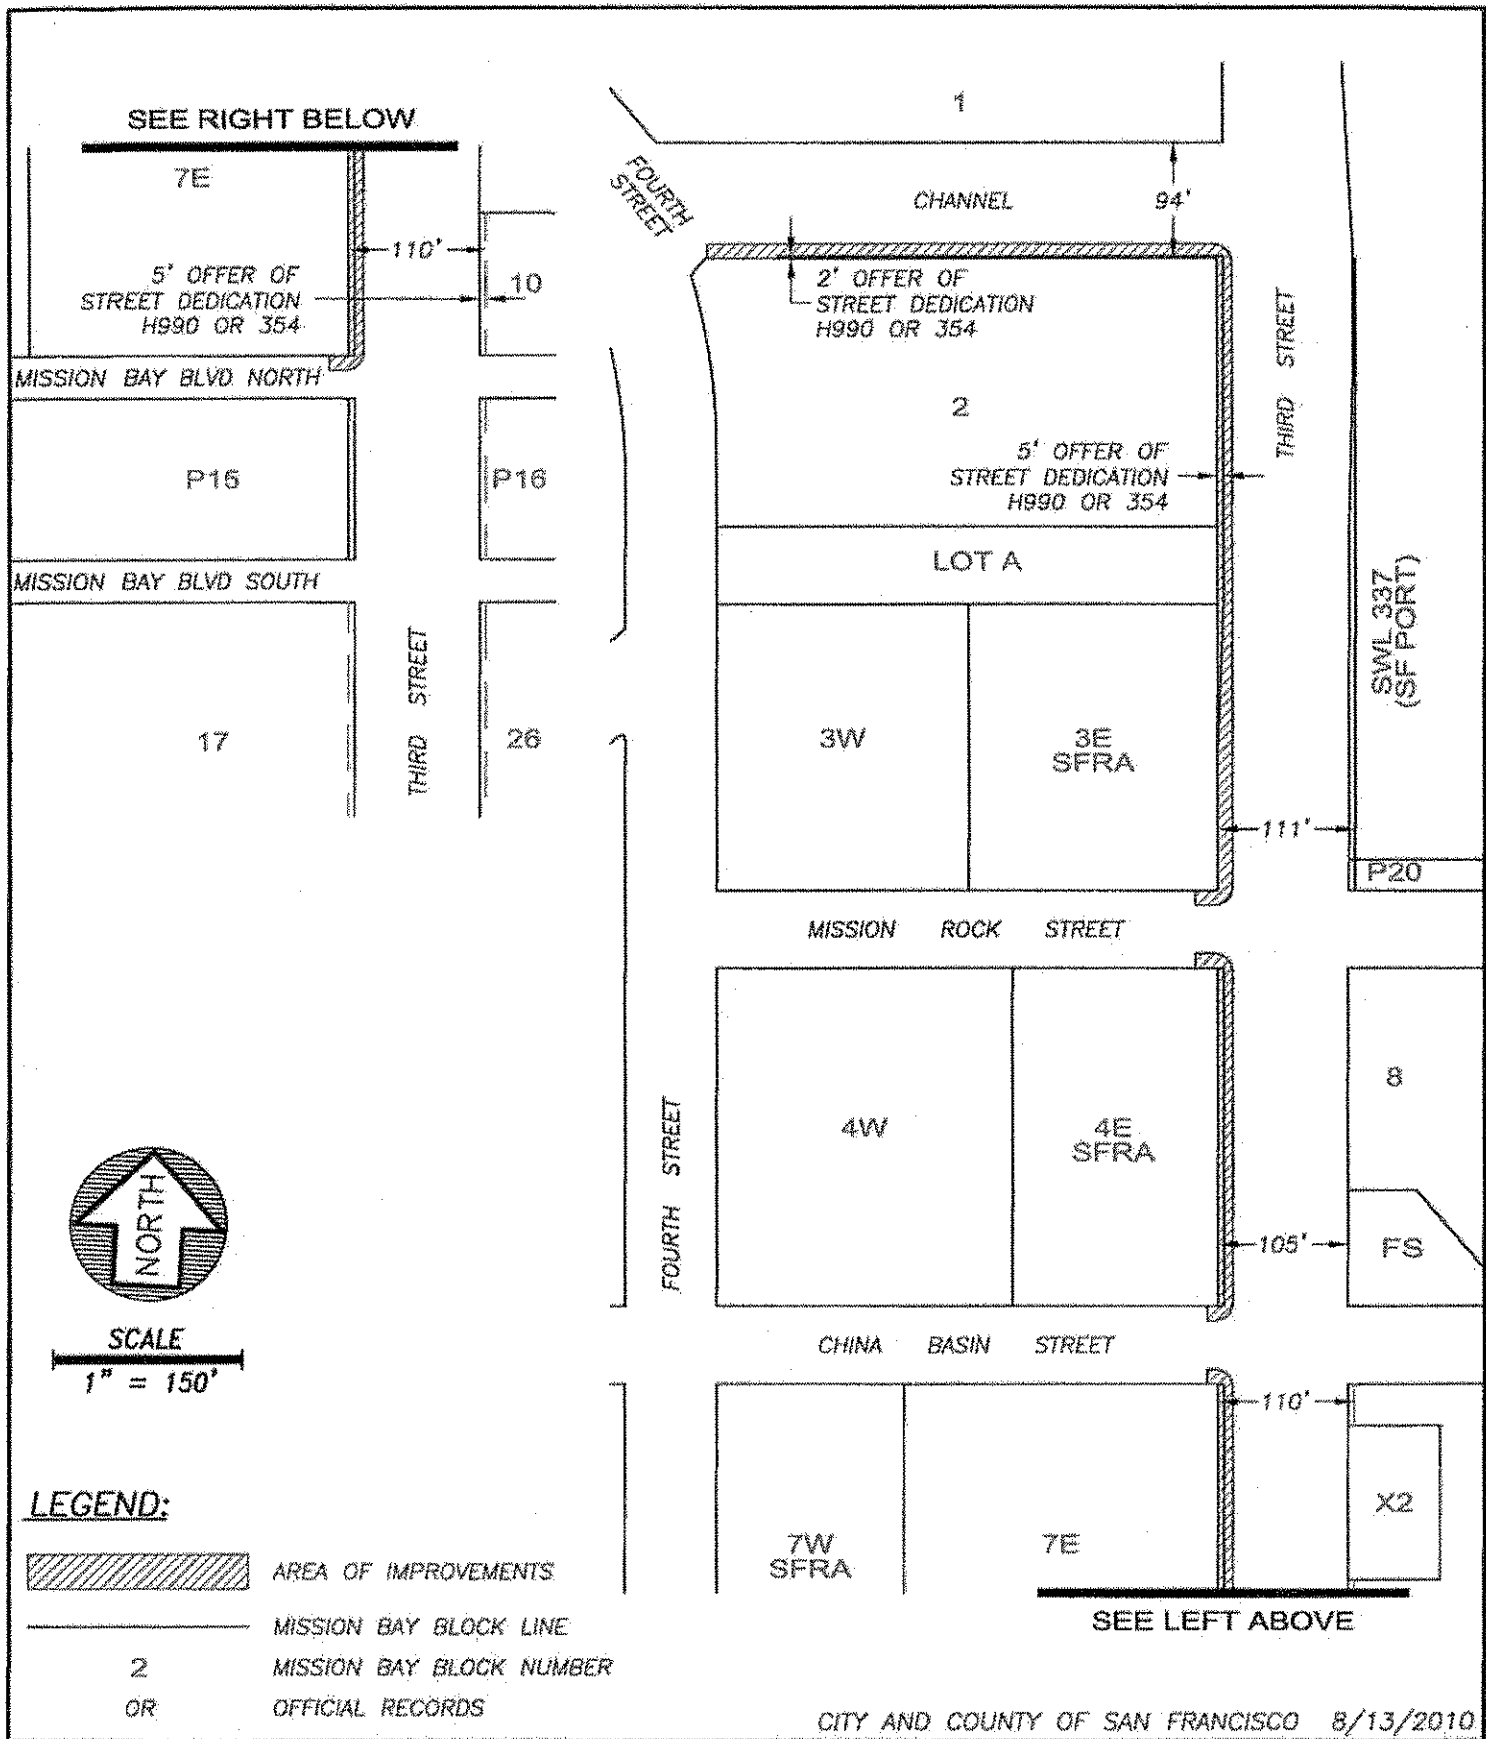 SEE RIGHT BELOW
7E
110'
5' OFFER OF
STREET DEDICATION
H990 OR 354
10
MISSION BAY BLVD NORTH
P15
P16
MISSION BAY BLVD SOUTH
17
THIRD STREET
26
1
FOURTH
STREET
CHANNEL
94'
2' OFFER OF
STREET DEDICATION
H990 OR 354
THIRD STREET
2
5' OFFER OF
STREET DEDICATION
H990 OR 354
LOT A
SWL 337
(SF PORT)
3W
3E
SFRA
111'
P20
MISSION ROCK STREET
8
4W
4E
SFRA
FOURTH STREET
105'
FS
CHINA BASIN STREET
110'
X2
7W
SFRA
7E
SEE LEFT ABOVE
NORTH
SCALE
1" = 150'
LEGEND:
AREA OF IMPROVEMENTS
MISSION BAY BLOCK LINE
2 MISSION BAY BLOCK NUMBER
OR OFFICIAL RECORDS
CITY AND COUNTY OF SAN FRANCISCO 8/13/2010